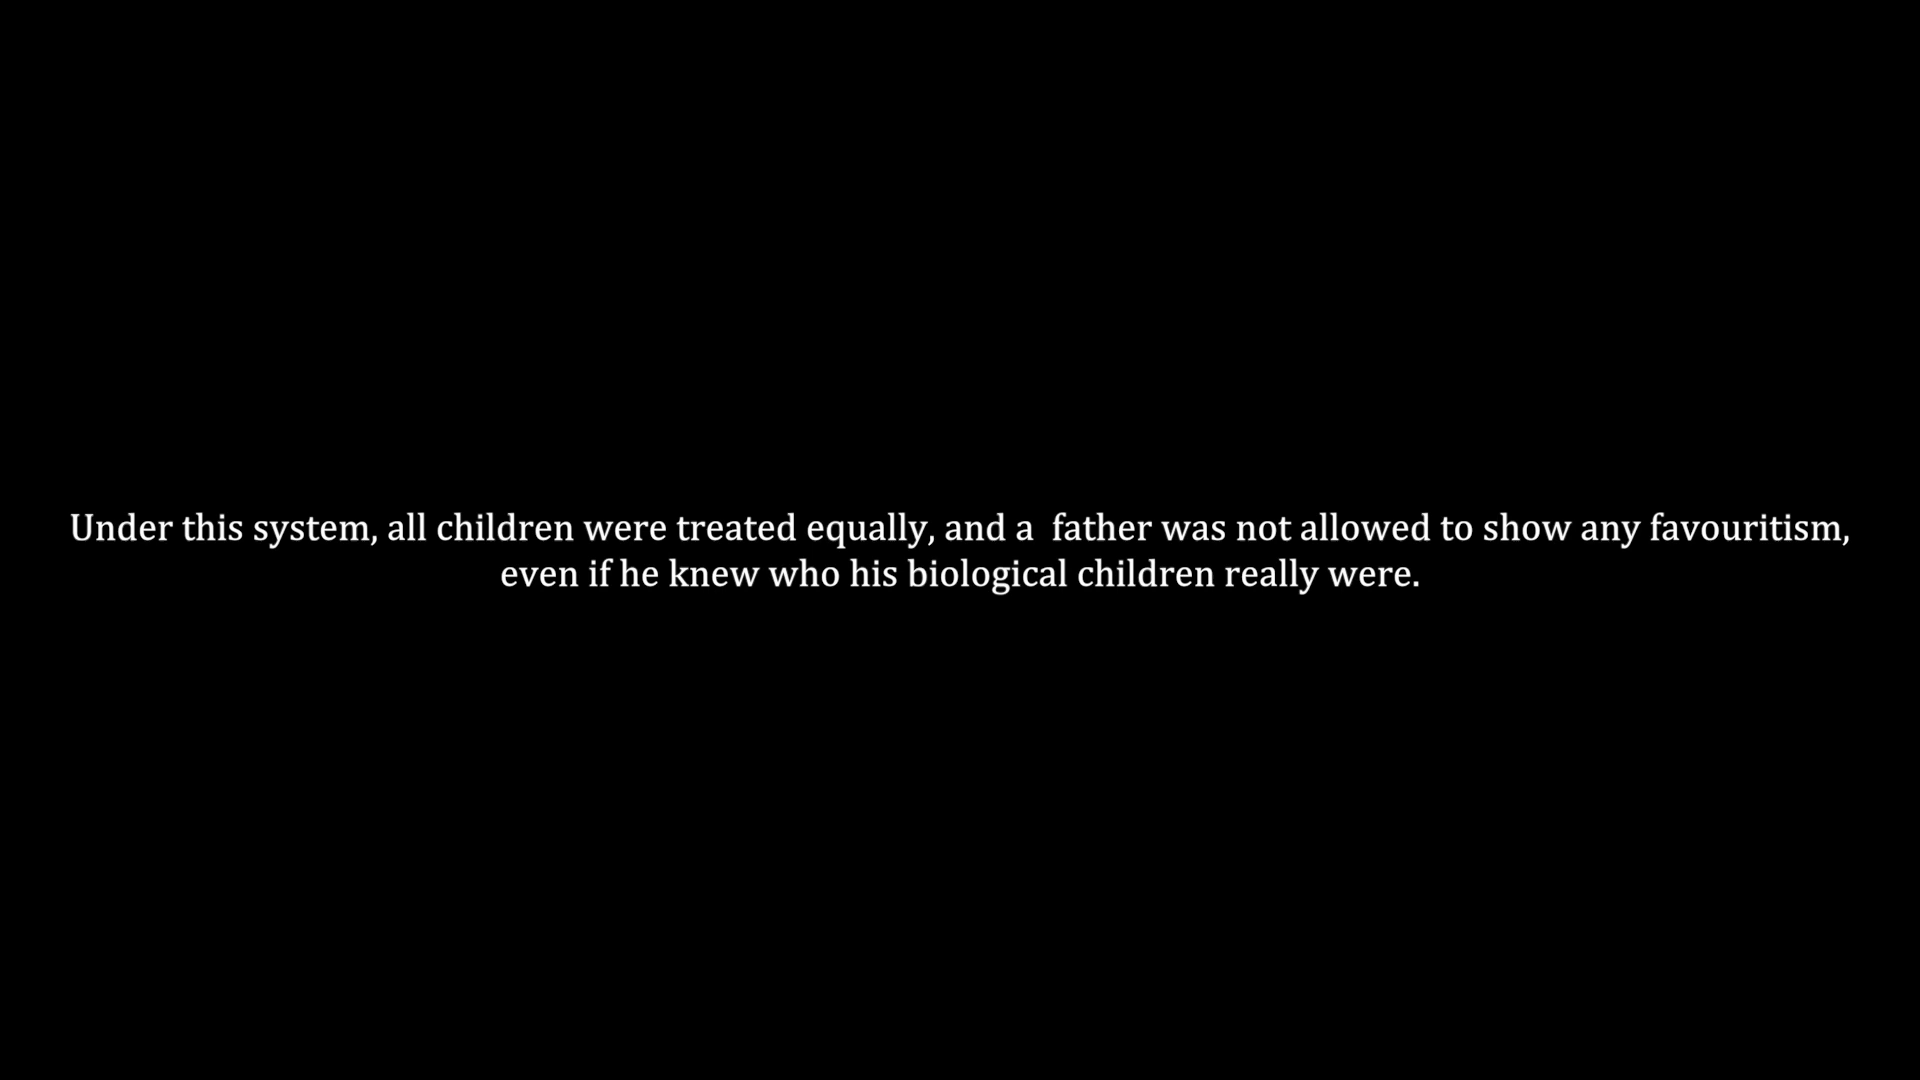 Under this system, all children were treated equally, and a  father was not allowed to show any favouritism,
even if he knew who his biological children really were.